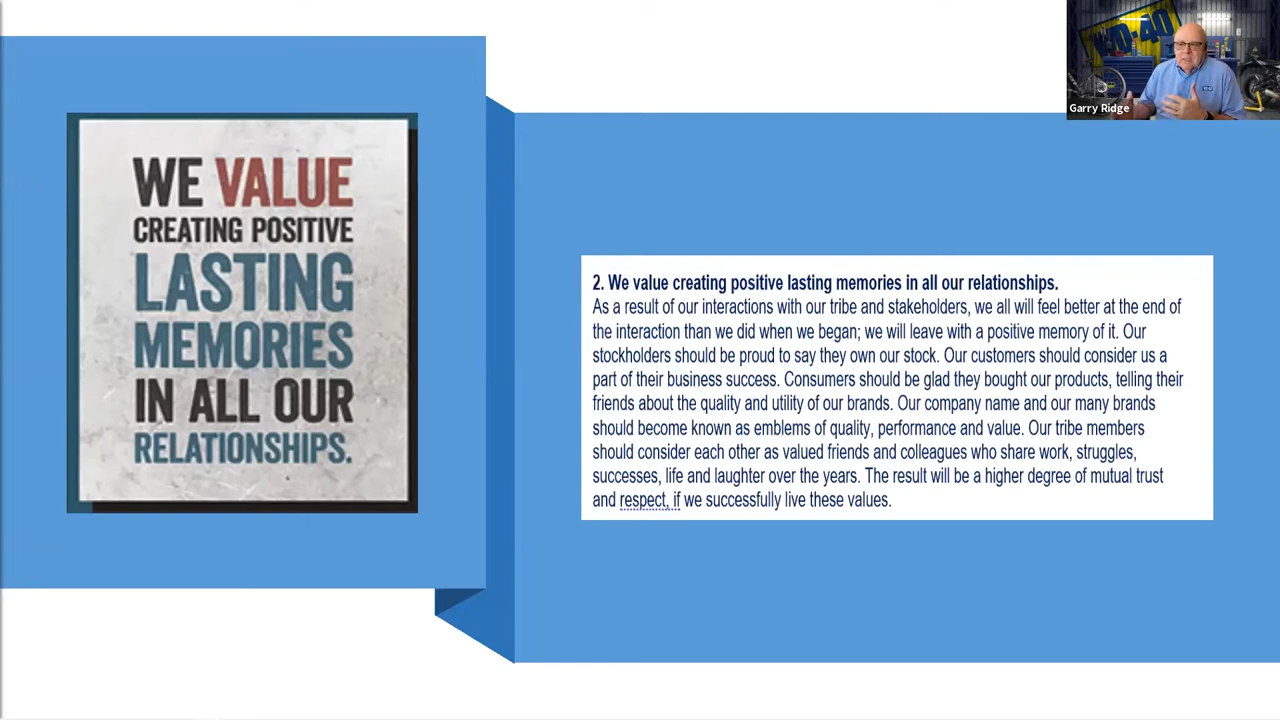 WE VALUE
CREATING POSITIVE
LASTING
MEMORIES
IN ALL OUR
RELATIONSHIPS.
WD-40
Garry Ridge
2. We value creating positive lasting memories in all our relationships.
As a result of our interactions with our tribe and stakeholders, we all will feel better at the end of
the interaction than we did when we began; we will leave with a positive memory of it. Our
stockholders should be proud to say they own our stock. Our customers should consider us a
part of their business success. Consumers should be glad they bought our products, telling their
friends about the quality and utility of our brands. Our company name and our many brands
should become known as emblems of quality, performance and value. Our tribe members
should consider each other as valued friends and colleagues who share work, struggles,
successes, life and laughter over the years. The result will be a higher degree of mutual trust
and respect, if we successfully live these values.